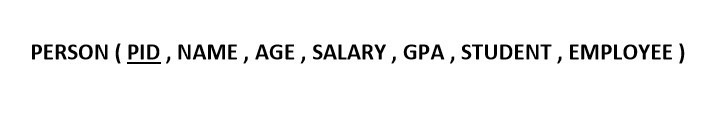 PERSON ( PID , NAME , AGE , SALARY , GPA , STUDENT , EMPLOYEE )